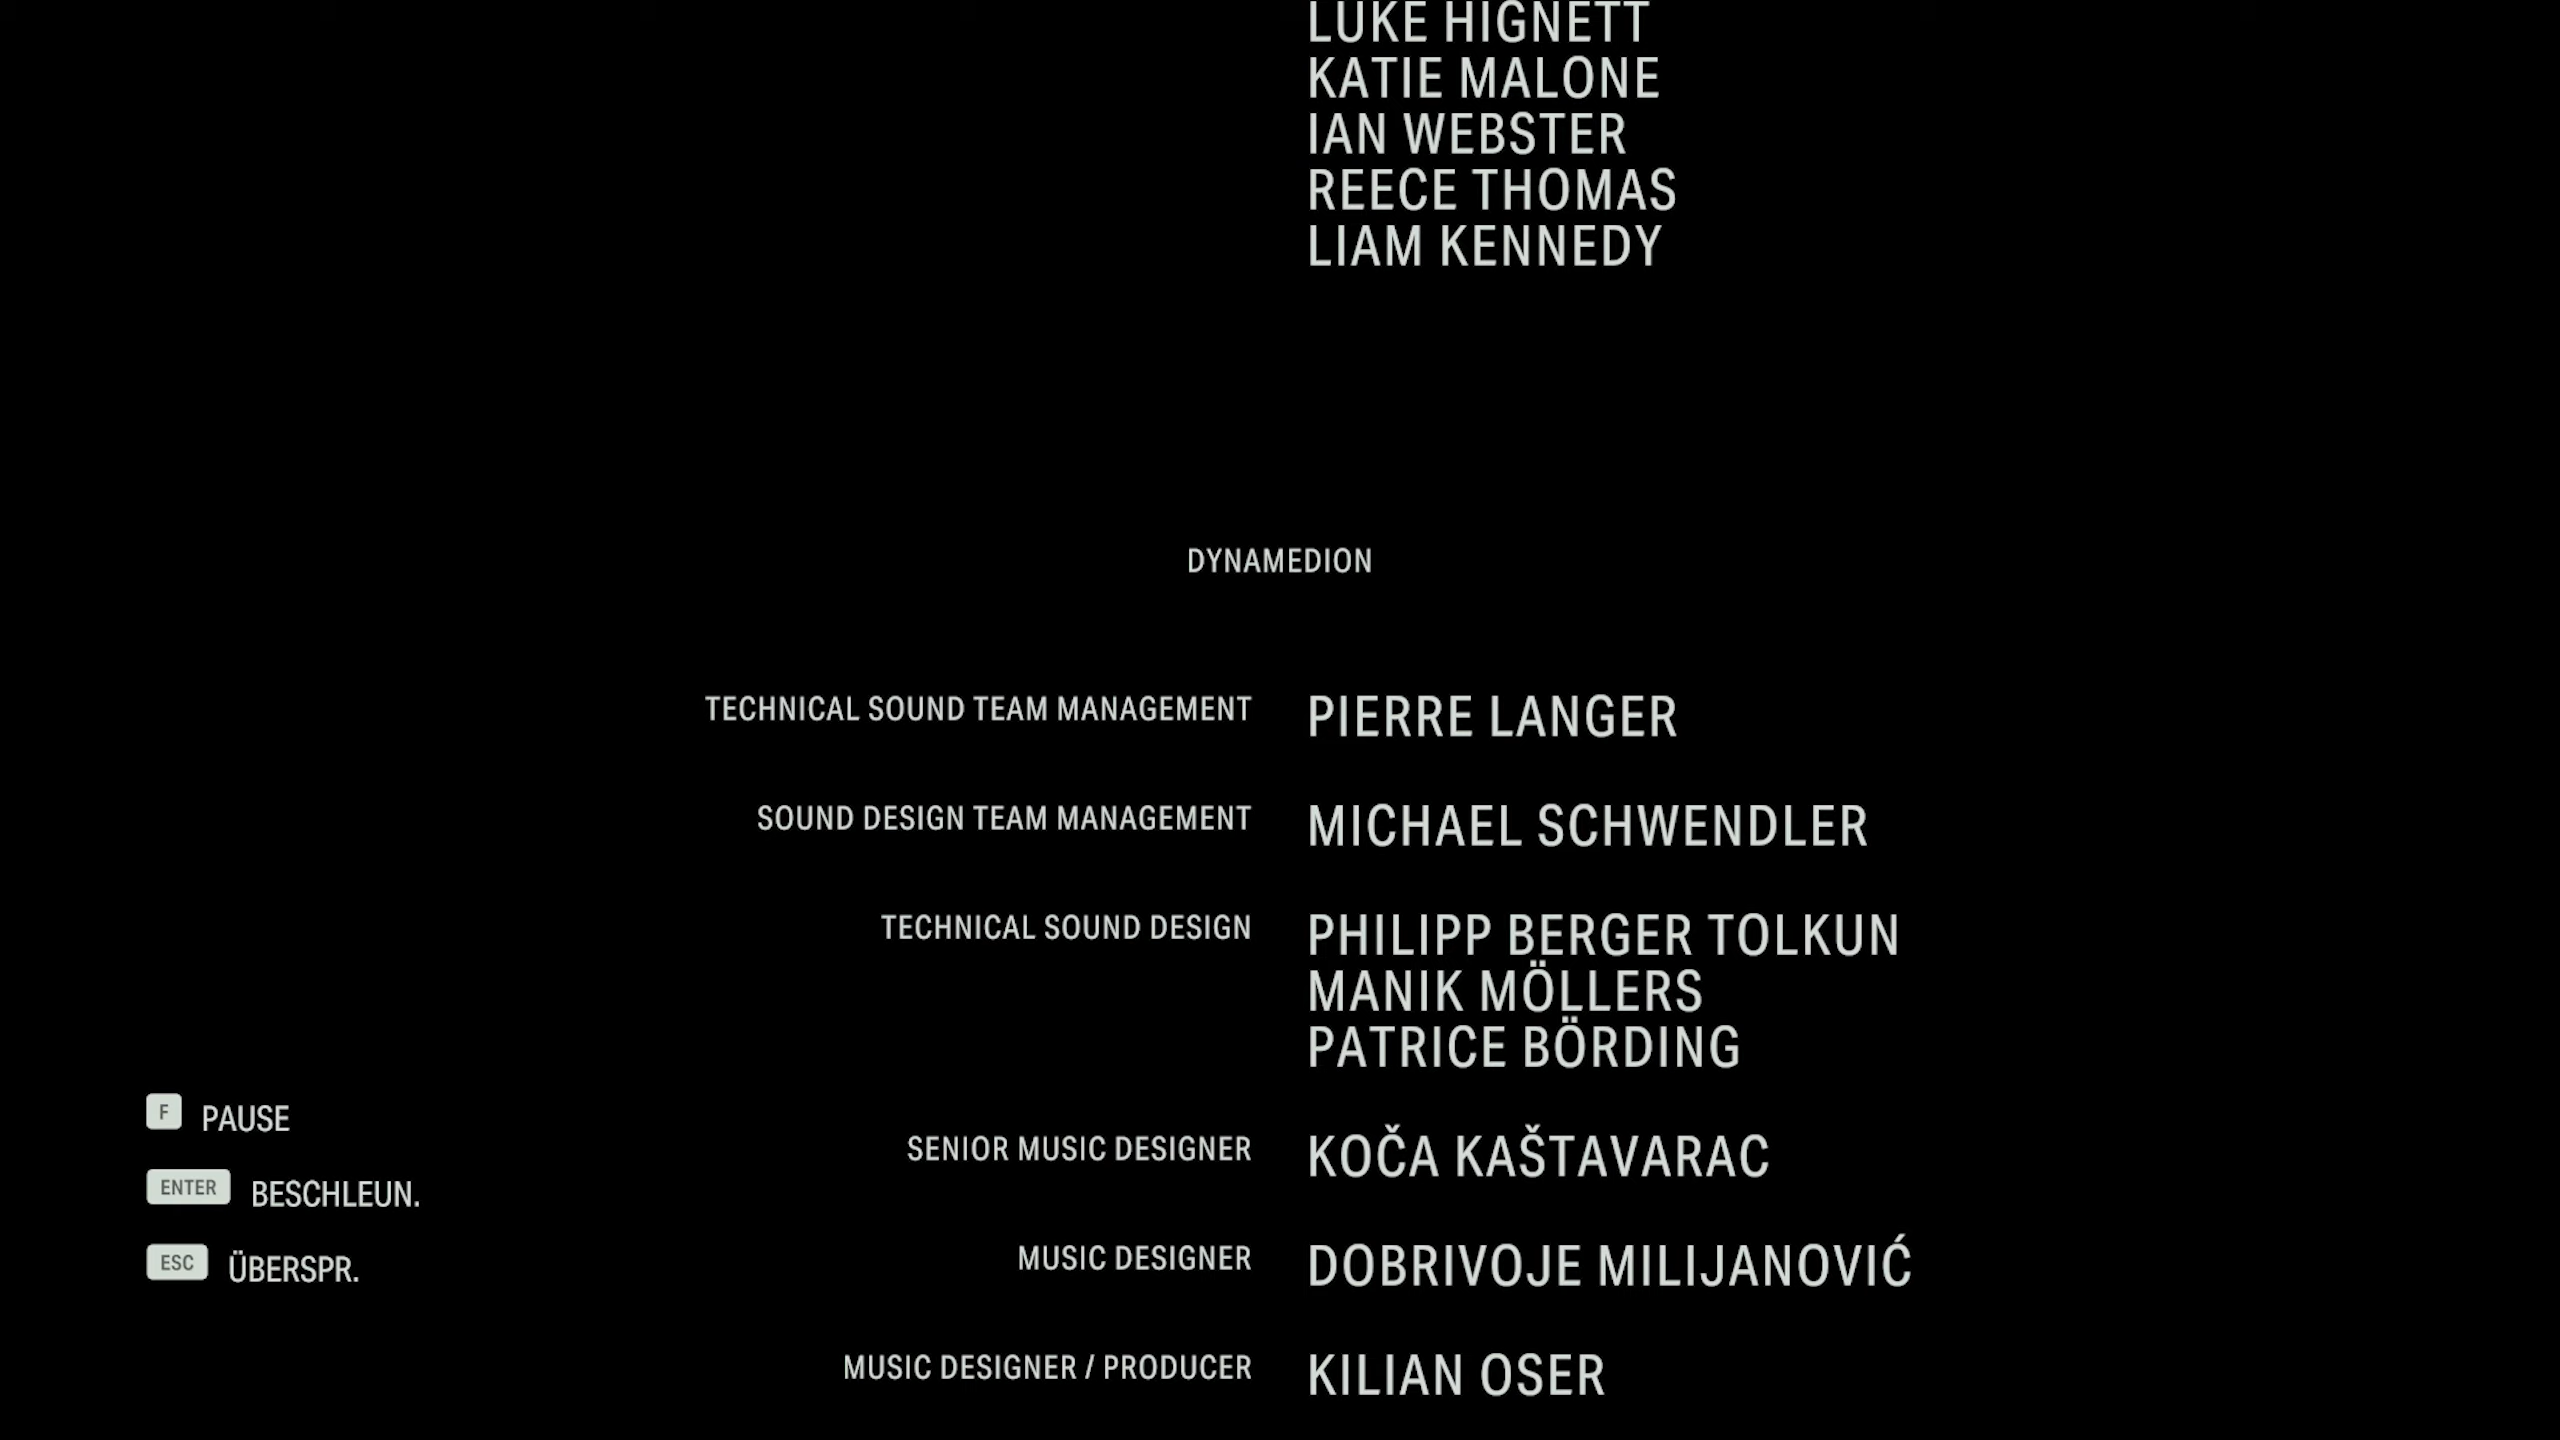 LUKE HIGNETT
KATIE MALONE
IAN WEBSTER
REECE THOMAS
LIAM KENNEDY
DYNAMEDION
TECHNICAL SOUND TEAM MANAGEMENT PIERRE LANGER
SOUND DESIGN TEAM MANAGEMENT MICHAEL SCHWENDLER
TECHNICAL SOUND DESIGN PHILIPP BERGER TOLKUN
MANIK MÖLLERS
PATRICE BÖRDING
SENIOR MUSIC DESIGNER KOČA KAŠTAVARAC
MUSIC DESIGNER DOBRIVOJE MILIJANOVIĆ
MUSIC DESIGNER / PRODUCER KILIAN OSER
F PAUSE
ENTER BESCHLEUN.
ESC ÜBERSPR.